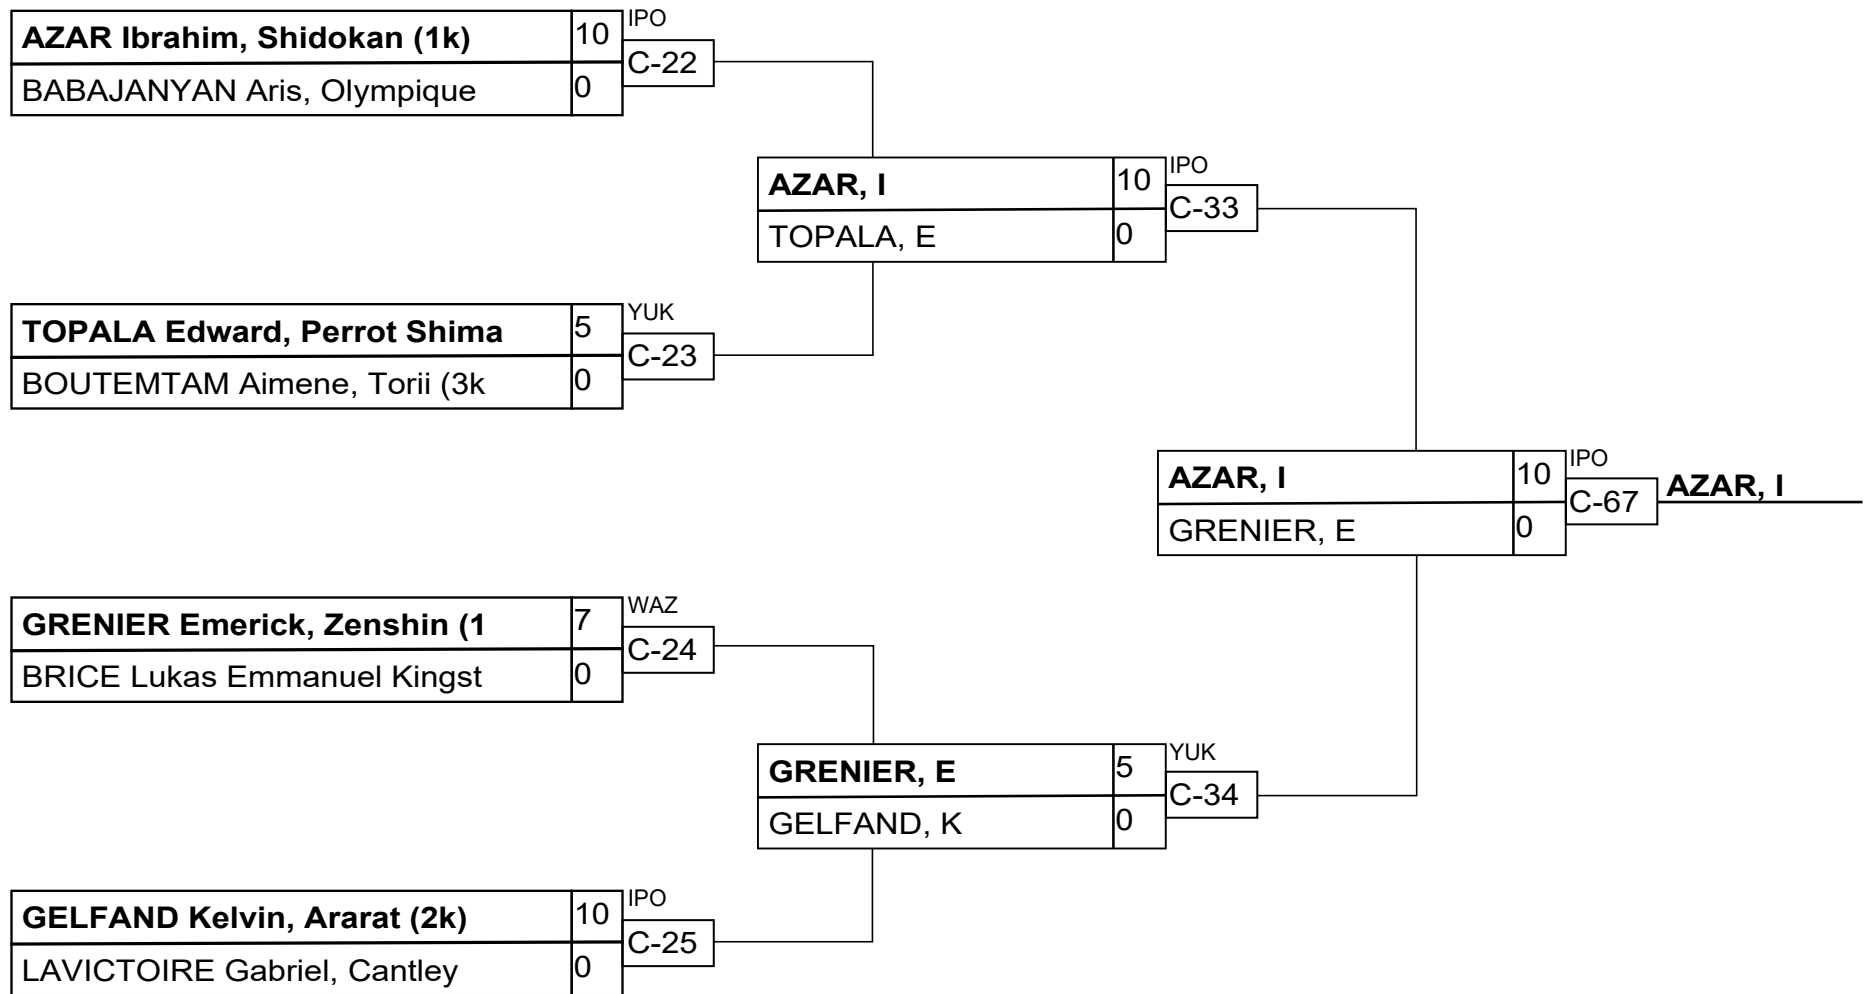 AZAR Ibrahim, Shidokan (1k) 10 IPO
C-22
BABAJANYAN Aris, Olympique 0
AZAR, I 10 IPO
C-33
TOPALA, E 0
TOPALA Edward, Perrot Shima 5 YUK
C-23
BOUTEMTAM Aimene, Torii (3k 0
AZAR, I 10 IPO
C-67 AZAR, I
GRENIER, E 0
GRENIER Emerick, Zenshin (1 7 WAZ
C-24
BRICE Lukas Emmanuel Kingst 0
GRENIER, E 5 YUK
C-34
GELFAND, K 0
GELFAND Kelvin, Ararat (2k) 10 IPO
C-25
LAVICTOIRE Gabriel, Cantley 0